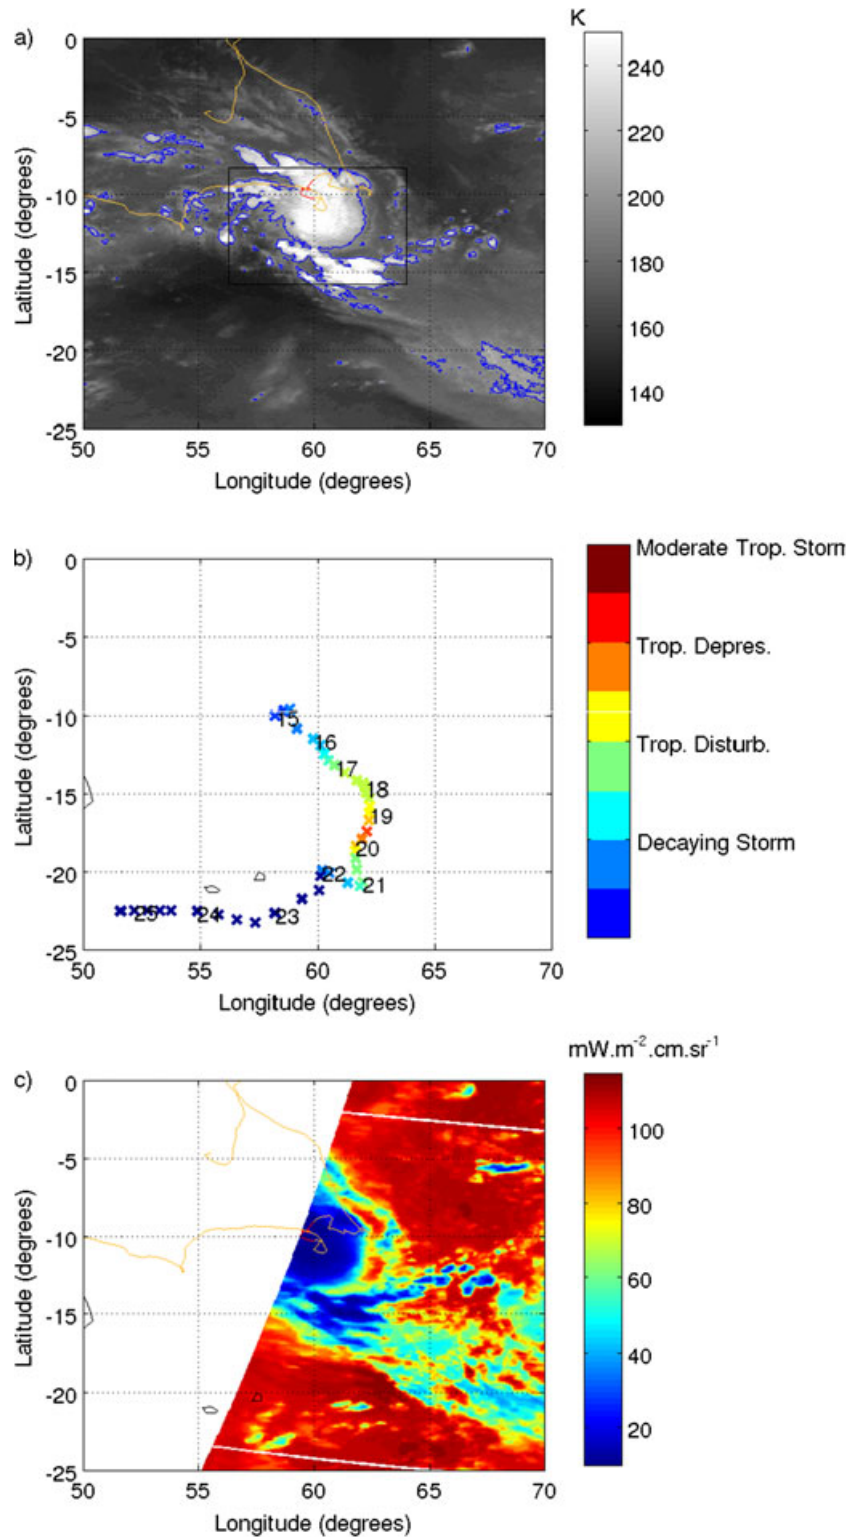 a)
K
0
-5
-10
-15
-20
-25
Latitude (degrees)
50 55 60 65 70
Longitude (degrees)
240
220
200
180
160
140
b)
0
-5
-10
-15
-20
-25
Latitude (degrees)
15
16
17
18
19
20
22
21
25 24 23
50 55 60 65 70
Longitude (degrees)
Moderate Trop. Storm
Trop. Depres.
Trop. Disturb.
Decaying Storm
c)
mW.m⁻².cm.sr⁻¹
0
-5
-10
-15
-20
-25
Latitude (degrees)
50 55 60 65 70
Longitude (degrees)
100
80
60
40
20